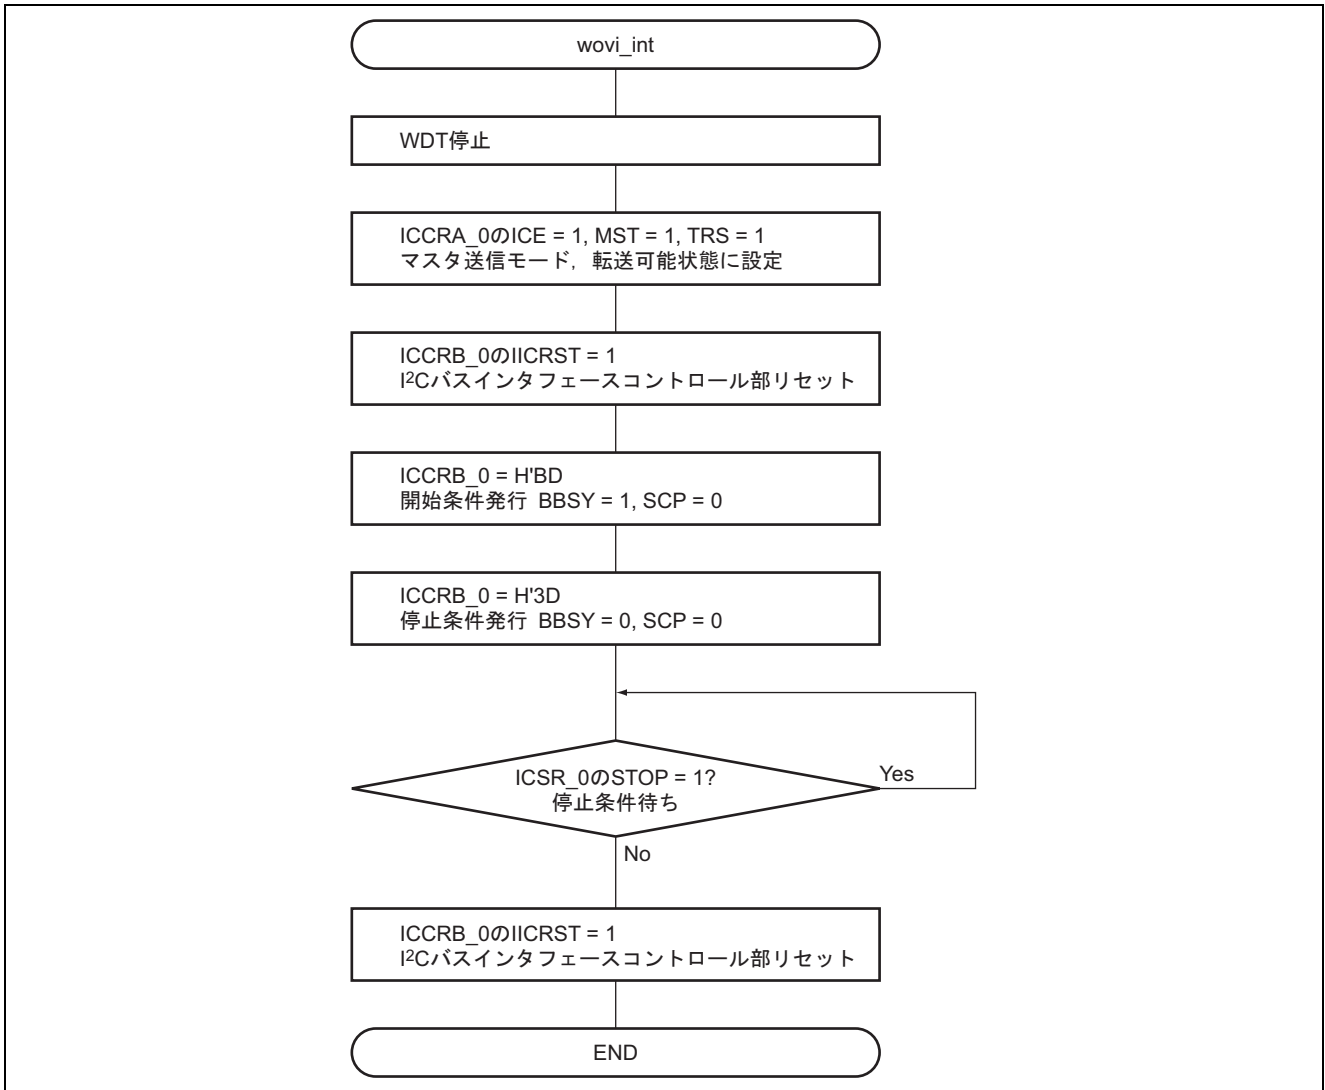 wovi_int
WDT停止
ICCRA_0のICE = 1, MST = 1, TRS = 1
マスタ送信モード，転送可能状態に設定
ICCRB_0のIICRST = 1
I²Cバスインタフェースコントロール部リセット
ICCRB_0 = H'BD
開始条件発行 BBSY = 1, SCP = 0
ICCRB_0 = H'3D
停止条件発行 BBSY = 0, SCP = 0
ICSR_0のSTOP = 1?
停止条件待ち
Yes
No
ICCRB_0のIICRST = 1
I²Cバスインタフェースコントロール部リセット
END